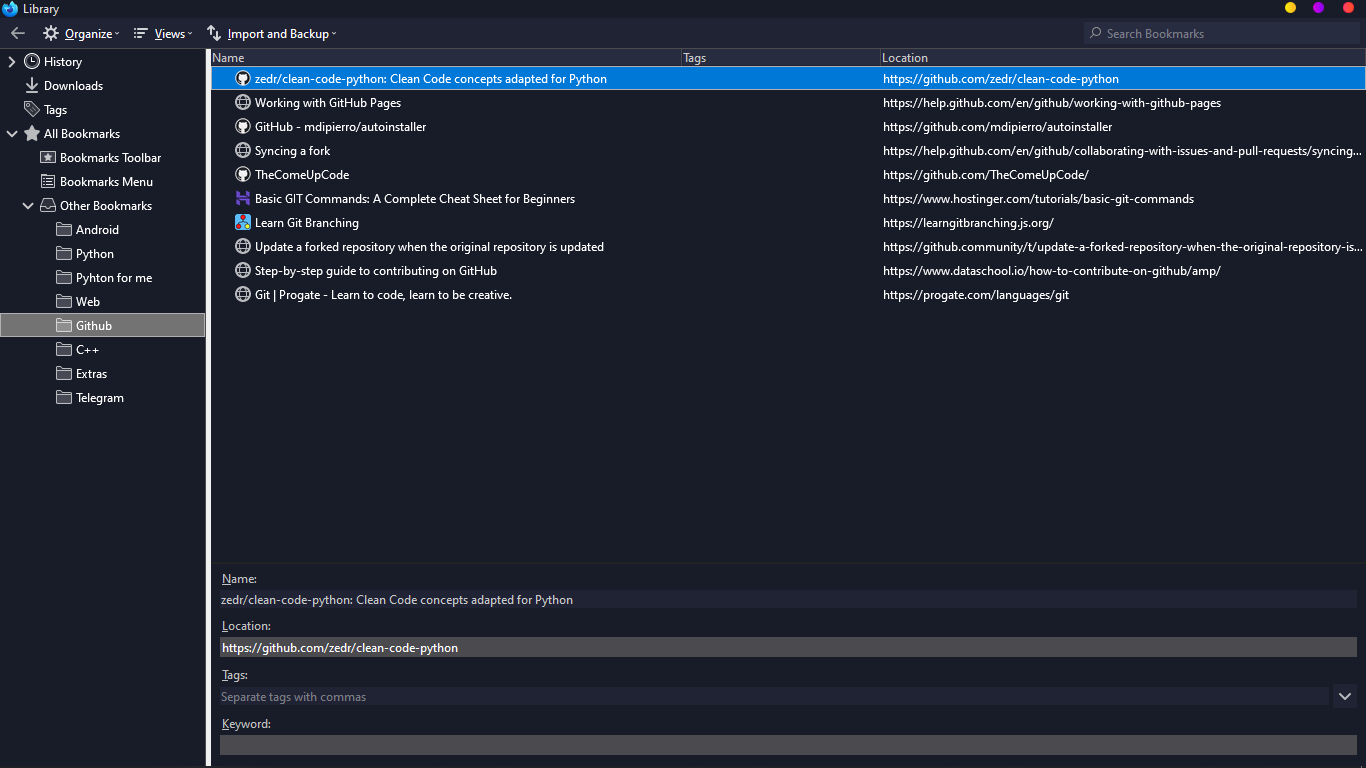 Library
Organize Views Import and Backup Search Bookmarks
History
Downloads
Tags
All Bookmarks
Bookmarks Toolbar
Bookmarks Menu
Other Bookmarks
Android
Python
Pyhton for me
Web
Github
C++
Extras
Telegram
Name Tags Location
zedr/clean-code-python: Clean Code concepts adapted for Python https://github.com/zedr/clean-code-python
Working with GitHub Pages https://help.github.com/en/github/working-with-github-pages
GitHub - mdipierro/autoinstaller https://github.com/mdipierro/autoinstaller
Syncing a fork https://help.github.com/en/github/collaborating-with-issues-and-pull-requests/syncing...
TheComeUpCode https://github.com/TheComeUpCode/
Basic GIT Commands: A Complete Cheat Sheet for Beginners https://www.hostinger.com/tutorials/basic-git-commands
Learn Git Branching https://learngitbranching.js.org/
Update a forked repository when the original repository is updated https://github.community/t/update-a-forked-repository-when-the-original-repository-is...
Step-by-step guide to contributing on GitHub https://www.dataschool.io/how-to-contribute-on-github/amp/
Git | Progate - Learn to code, learn to be creative. https://progate.com/languages/git
Name:
zedr/clean-code-python: Clean Code concepts adapted for Python
Location:
https://github.com/zedr/clean-code-python
Tags:
Separate tags with commas
Keyword: